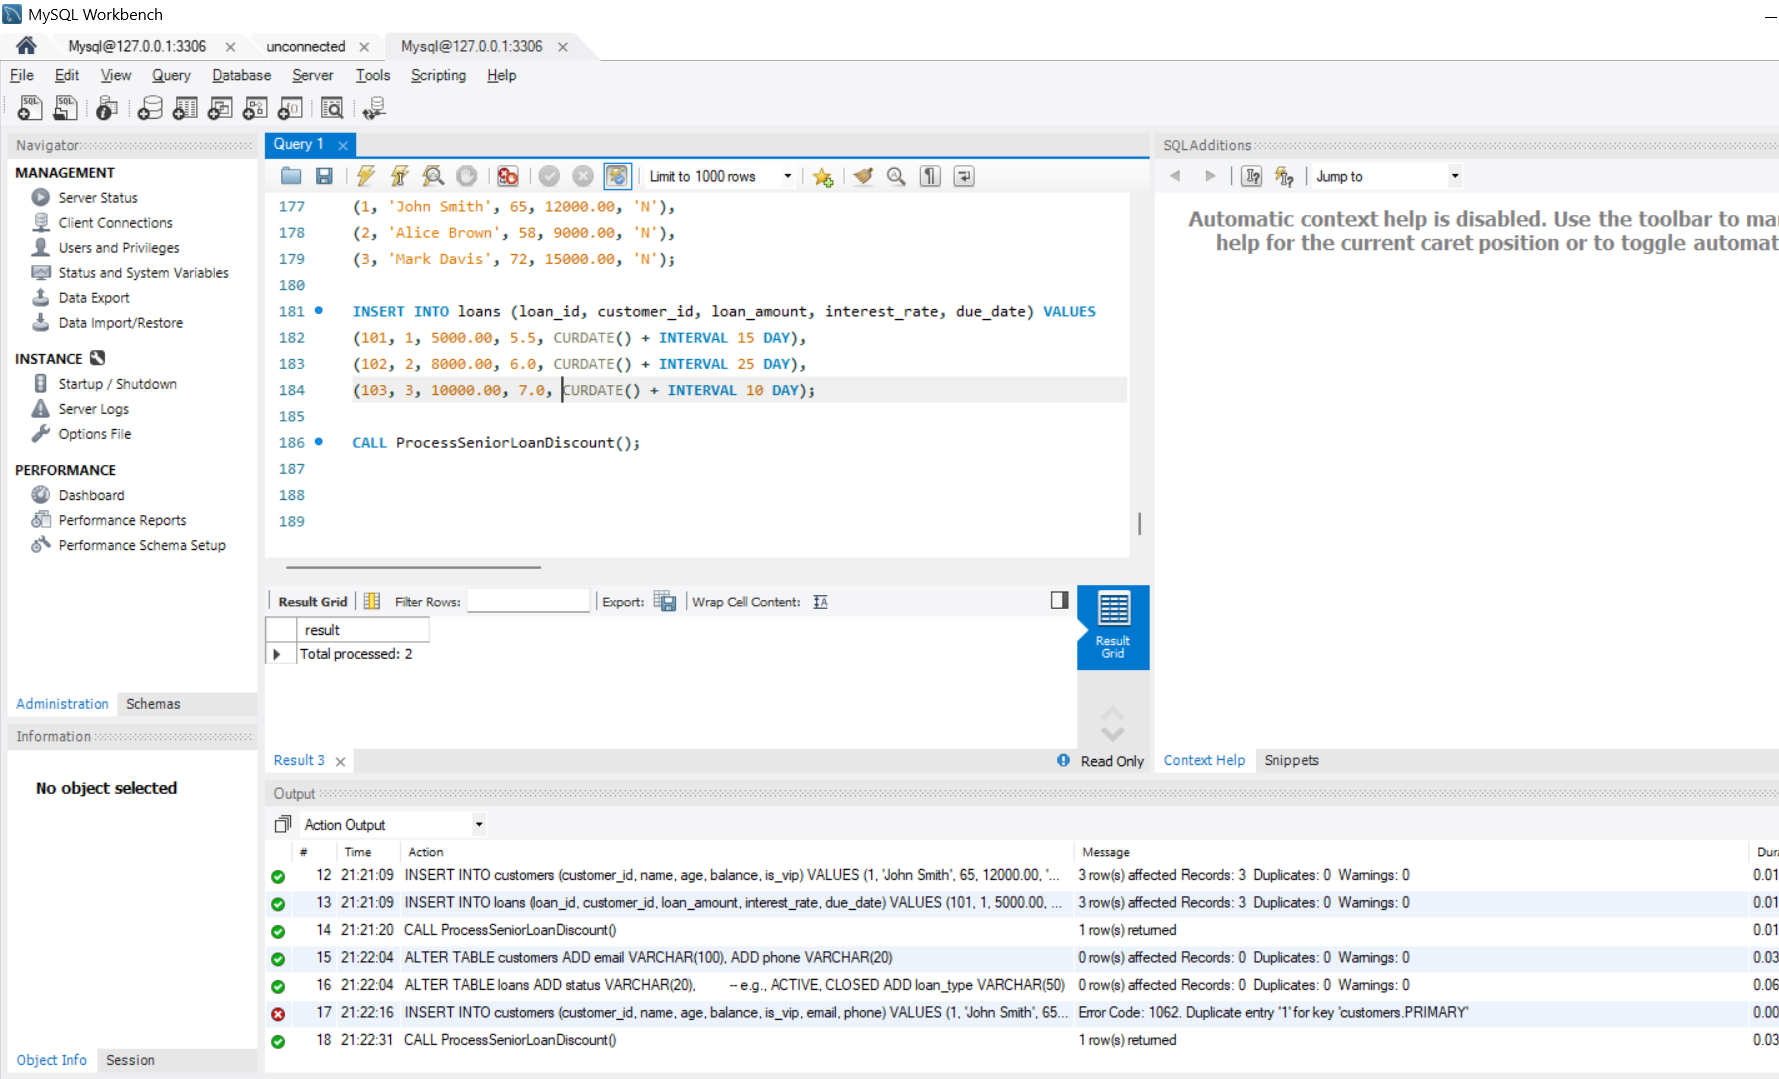 MySQL Workbench
Mysql@127.0.0.1:3306
unconnected
Mysql@127.0.0.1:3306
File Edit View Query Database Server Tools Scripting Help
Navigator
MANAGEMENT
Server Status
Client Connections
Users and Privileges
Status and System Variables
Data Export
Data Import/Restore
INSTANCE
Startup / Shutdown
Server Logs
Options File
PERFORMANCE
Dashboard
Performance Reports
Performance Schema Setup
Administration Schemas
Information
No object selected
Object Info Session
Query 1
Limit to 1000 rows
177 (1, 'John Smith', 65, 12000.00, 'N'),
178 (2, 'Alice Brown', 58, 9000.00, 'N'),
179 (3, 'Mark Davis', 72, 15000.00, 'N');
180
181 INSERT INTO loans (loan_id, customer_id, loan_amount, interest_rate, due_date) VALUES
182 (101, 1, 5000.00, 5.5, CURDATE() + INTERVAL 15 DAY),
183 (102, 2, 8000.00, 6.0, CURDATE() + INTERVAL 25 DAY),
184 (103, 3, 10000.00, 7.0, CURDATE() + INTERVAL 10 DAY);
185
186 CALL ProcessSeniorLoanDiscount();
187
188
189
Result Grid Filter Rows: Export: Wrap Cell Content:
result
Total processed: 2
Result
Grid
Result 3
Read Only
SQLAdditions
Jump to
Automatic context help is disabled. Use the toolbar to ma
help for the current caret position or to toggle automat
Context Help Snippets
Output
Action Output
# Time Action Message Dura
12 21:21:09 INSERT INTO customers (customer_id, name, age, balance, is_vip) VALUES (1, 'John Smith', 65, 12000.00, '... 3 row(s) affected Records: 3 Duplicates: 0 Warnings: 0 0.01
13 21:21:09 INSERT INTO loans (loan_id, customer_id, loan_amount, interest_rate, due_date) VALUES (101, 1, 5000.00, ... 3 row(s) affected Records: 3 Duplicates: 0 Warnings: 0 0.01
14 21:21:20 CALL ProcessSeniorLoanDiscount() 1 row(s) returned 0.01
15 21:22:04 ALTER TABLE customers ADD email VARCHAR(100), ADD phone VARCHAR(20) 0 row(s) affected Records: 0 Duplicates: 0 Warnings: 0 0.03
16 21:22:04 ALTER TABLE loans ADD status VARCHAR(20), -- e.g., ACTIVE, CLOSED ADD loan_type VARCHAR(50) 0 row(s) affected Records: 0 Duplicates: 0 Warnings: 0 0.06
17 21:22:16 INSERT INTO customers (customer_id, name, age, balance, is_vip, email, phone) VALUES (1, 'John Smith', 65... Error Code: 1062. Duplicate entry '1' for key 'customers.PRIMARY' 0.00
18 21:22:31 CALL ProcessSeniorLoanDiscount() 1 row(s) returned 0.03